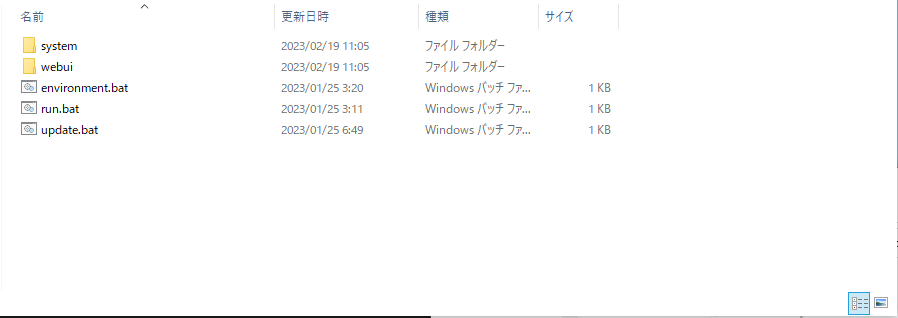 名前 更新日時 種類 サイズ
system 2023/02/19 11:05 ファイル フォルダー
webui 2023/02/19 11:05 ファイル フォルダー
environment.bat 2023/01/25 3:20 Windows バッチ ファ... 1 KB
run.bat 2023/01/25 3:11 Windows バッチ ファ... 1 KB
update.bat 2023/01/25 6:49 Windows バッチ ファ... 1 KB